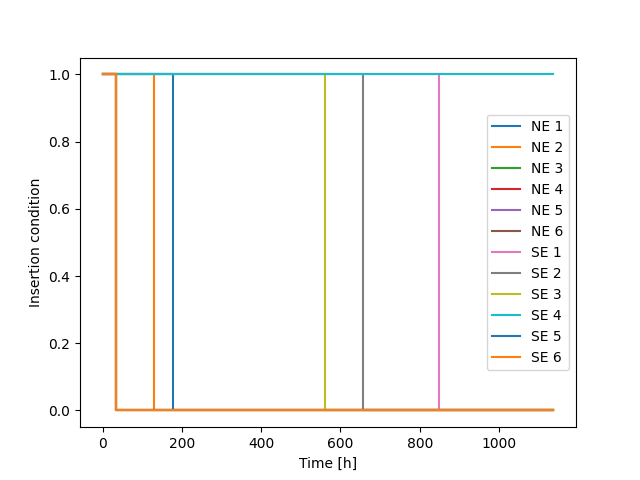 1.0
0.8
0.6
0.4
0.2
0.0
Insertion condition
NE 1
NE 2
NE 3
NE 4
NE 5
NE 6
SE 1
SE 2
SE 3
SE 4
SE 5
SE 6
0 200 400 600 800 1000
Time [h]